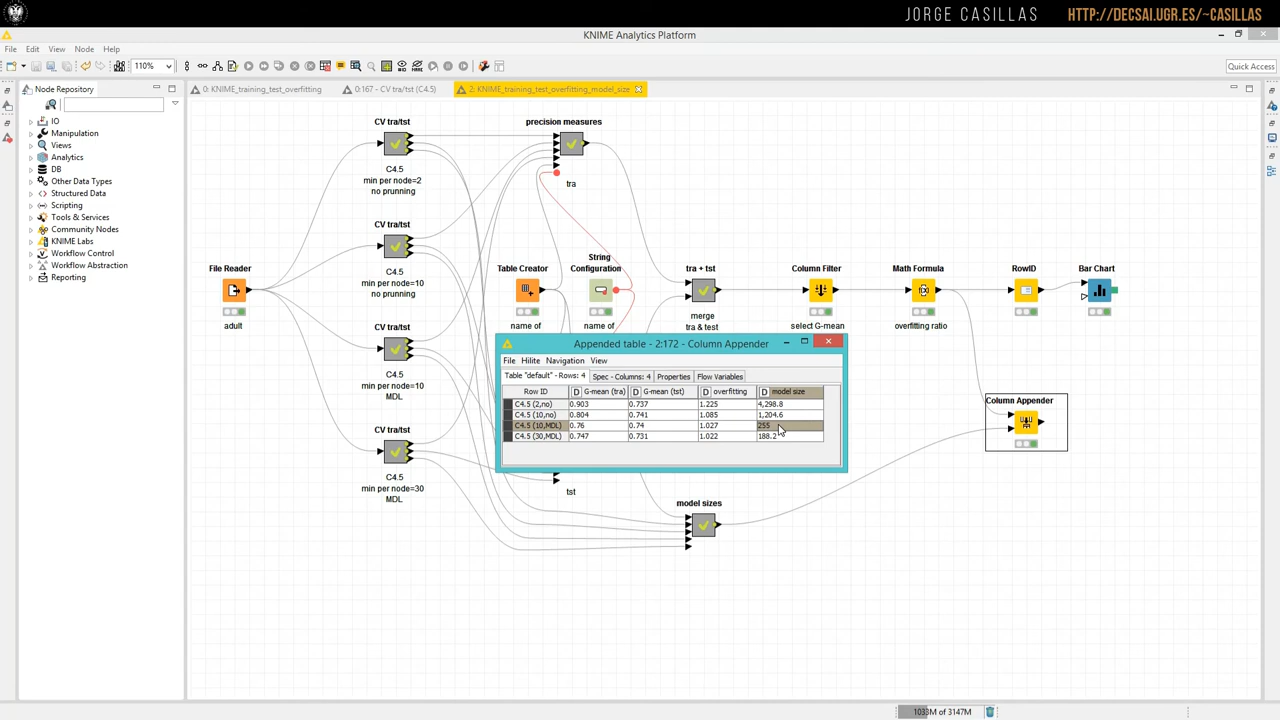 JORGE CASILLAS HTTP://DECSAI.UGR.ES/~CASILLAS
KNIME Analytics Platform
File Edit View Node Help
110% Quick Access
Node Repository
0: KNIME_training_test_overfitting
0:167 - CV tra/tst (C4.5)
2: KNIME_training_test_overfitting_model_size
IO
Manipulation
Views
Analytics
DB
Other Data Types
Structured Data
Scripting
Tools & Services
Community Nodes
KNIME Labs
Workflow Control
Workflow Abstraction
Reporting
File Reader
adult
CV tra/tst
C4.5
min per node=2
no prunning
CV tra/tst
C4.5
min per node=10
no prunning
CV tra/tst
C4.5
min per node=10
MDL
CV tra/tst
C4.5
min per node=30
MDL
precision measures
tra
Table Creator
name of
String
Configuration
name of
tra + tst
merge
tra & test
Column Filter
select G-mean
Math Formula
overfitting ratio
RowID
Bar Chart
Column Appender
tst
model sizes
Appended table - 2:172 - Column Appender
File Hilite Navigation View
Table "default" - Rows: 4 Spec - Columns: 4 Properties Flow Variables
Row ID D G-mean (tra) D G-mean (tst) D overfitting D model size
C4.5 (2,no) 0.903 0.737 1.225 4,298.8
C4.5 (10,no) 0.804 0.741 1.085 1,204.6
C4.5 (10,MDL) 0.76 0.74 1.027 255
C4.5 (30,MDL) 0.747 0.731 1.022 188.2
1033M of 3147M